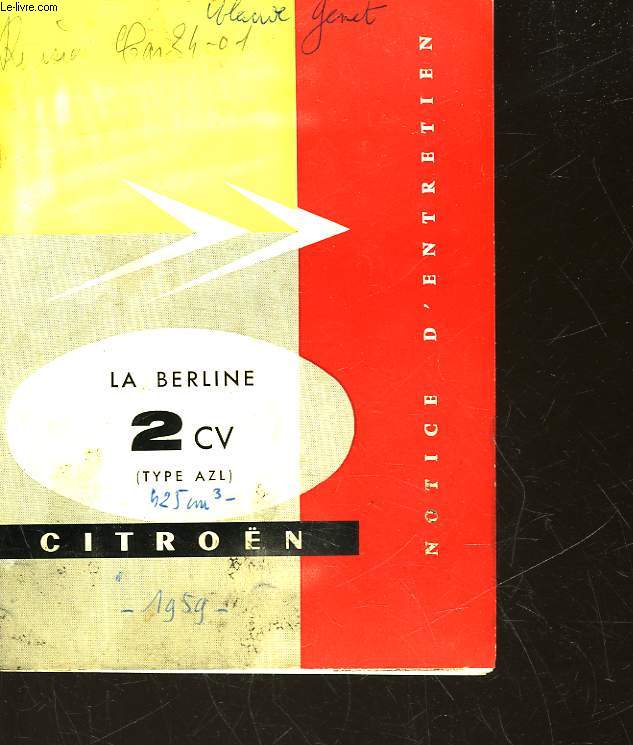 Le-livre.com
Genet
LA BERLINE
2 CV
(TYPE AZL)
425 cm³ -
CITROËN
- 1959 -
NOTICE D'ENTRETIEN